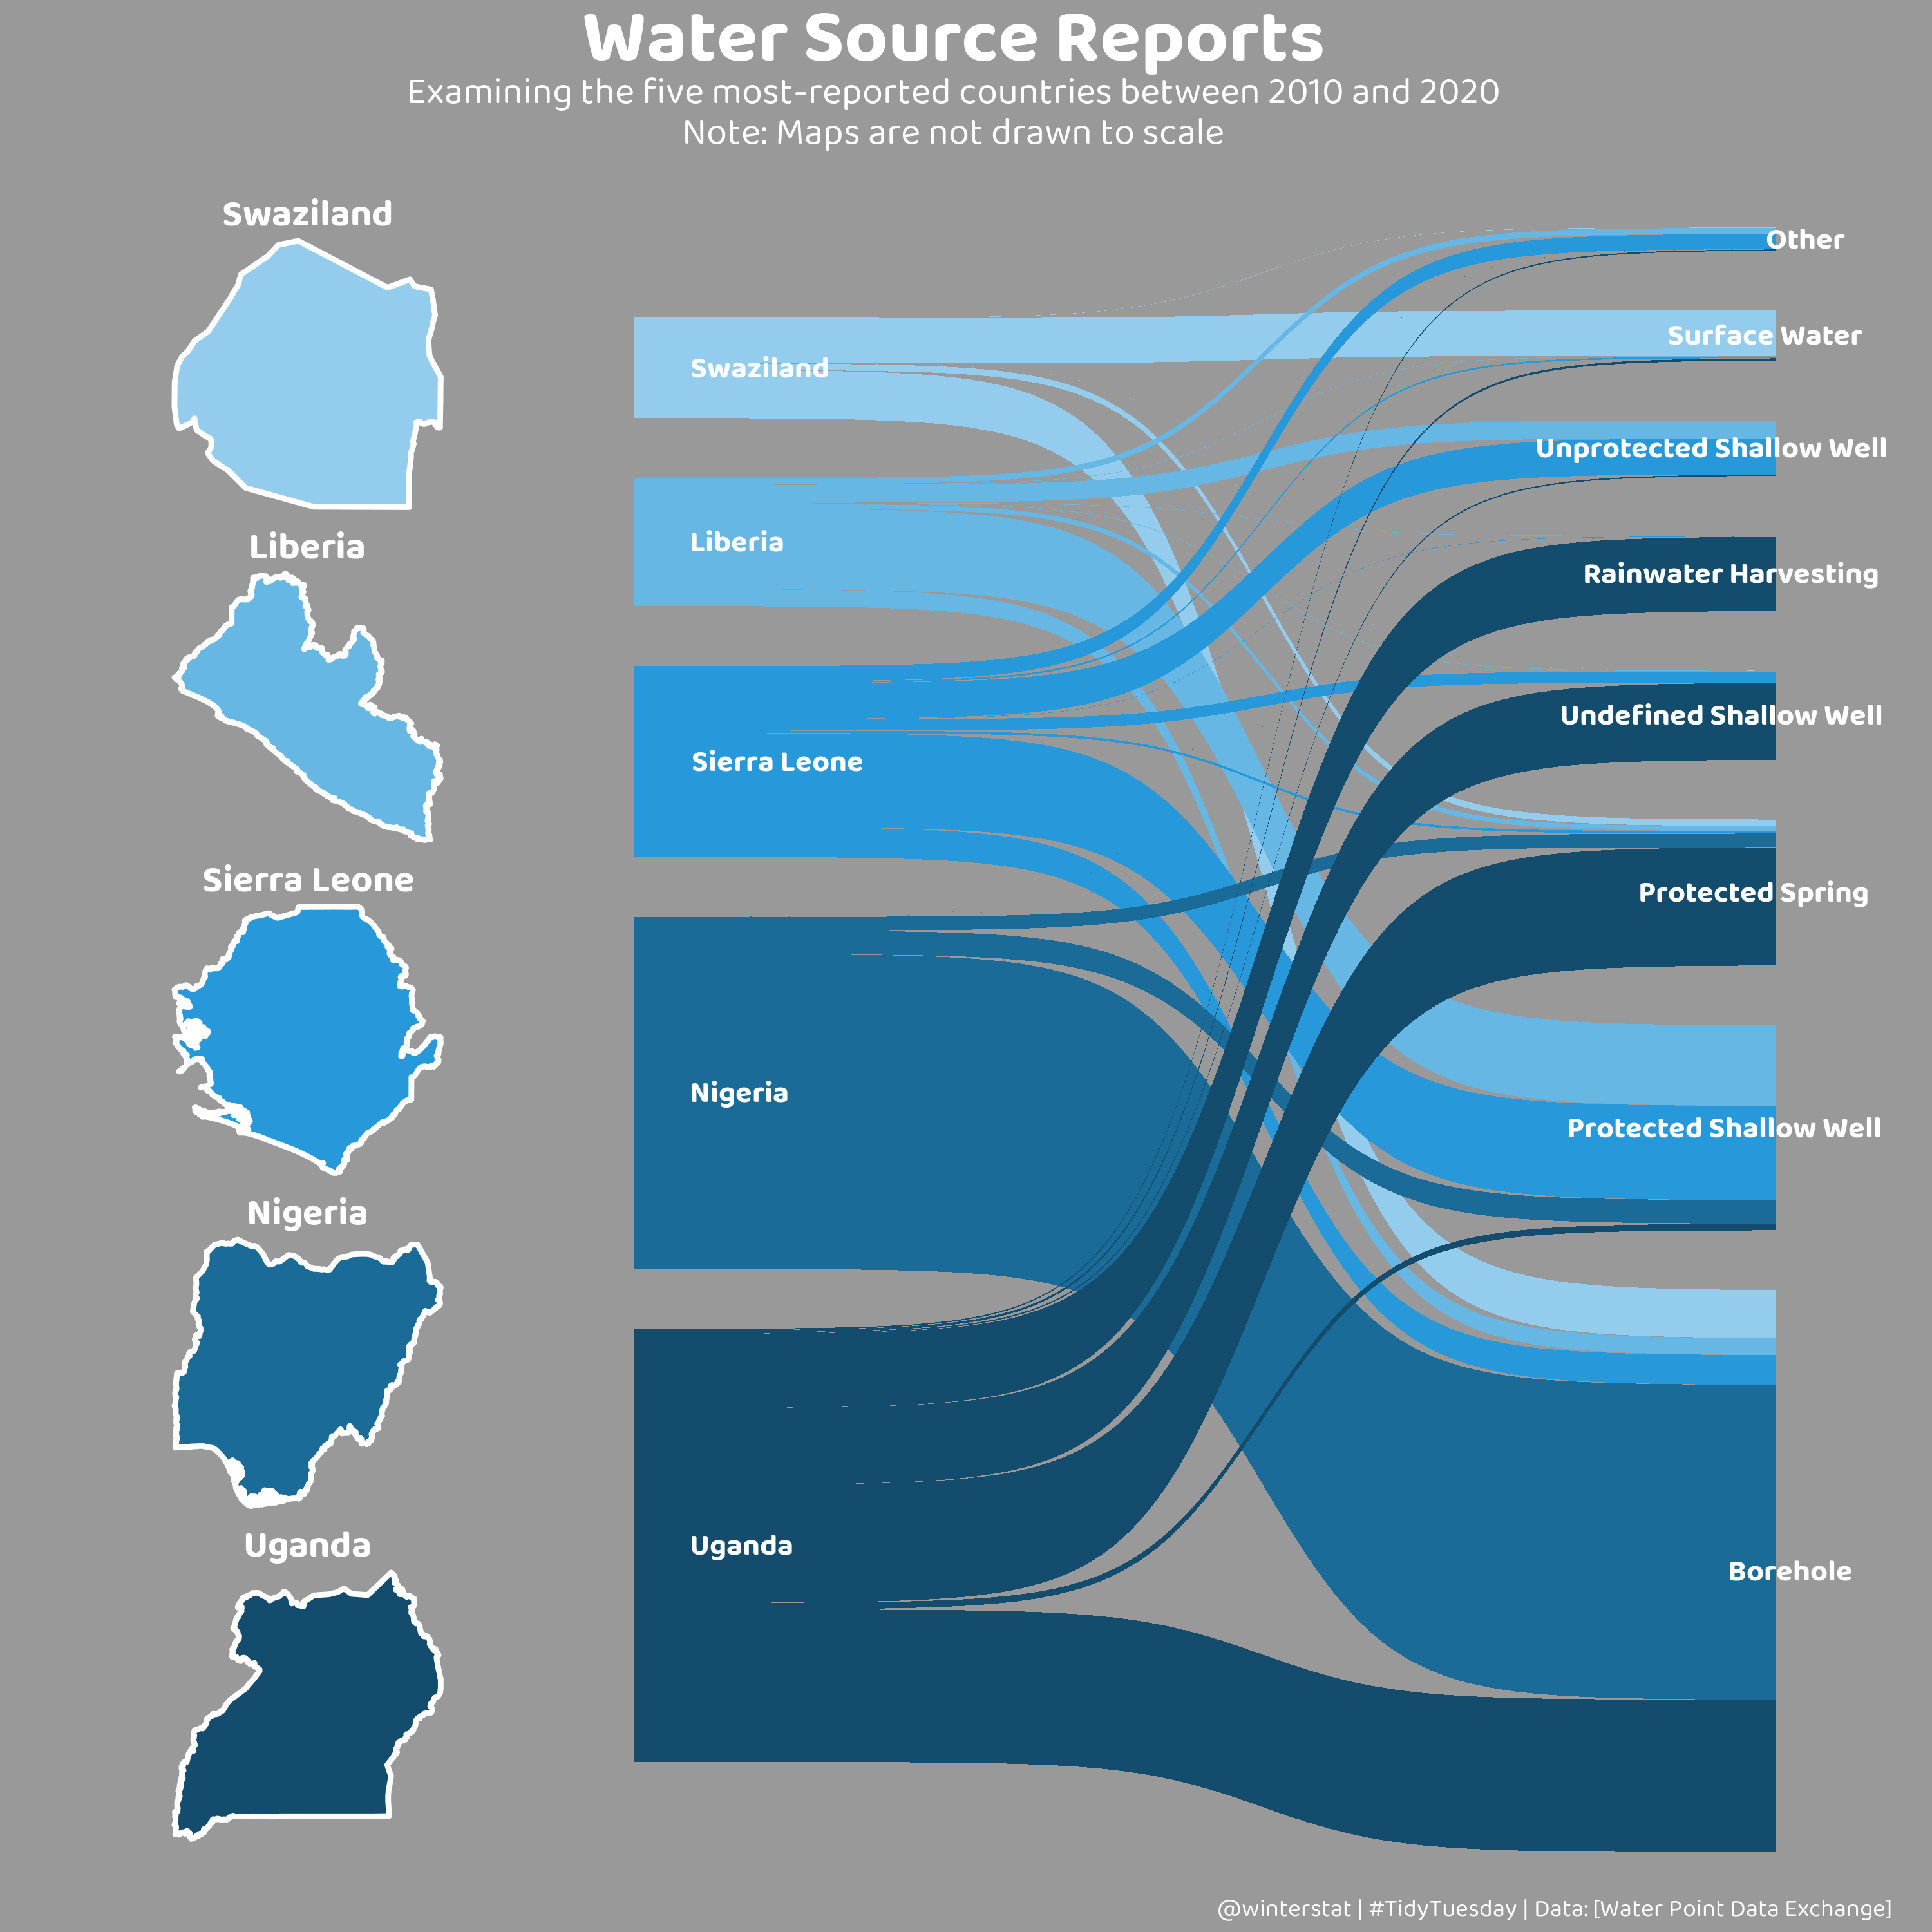 Water Source Reports
Examining the five most-reported countries between 2010 and 2020
Note: Maps are not drawn to scale
Swaziland
Liberia
Sierra Leone
Nigeria
Uganda
Swaziland
Liberia
Sierra Leone
Nigeria
Uganda
Other
Surface Water
Unprotected Shallow Well
Rainwater Harvesting
Undefined Shallow Well
Protected Spring
Protected Shallow Well
Borehole
@winterstat | #TidyTuesday | Data: [Water Point Data Exchange]